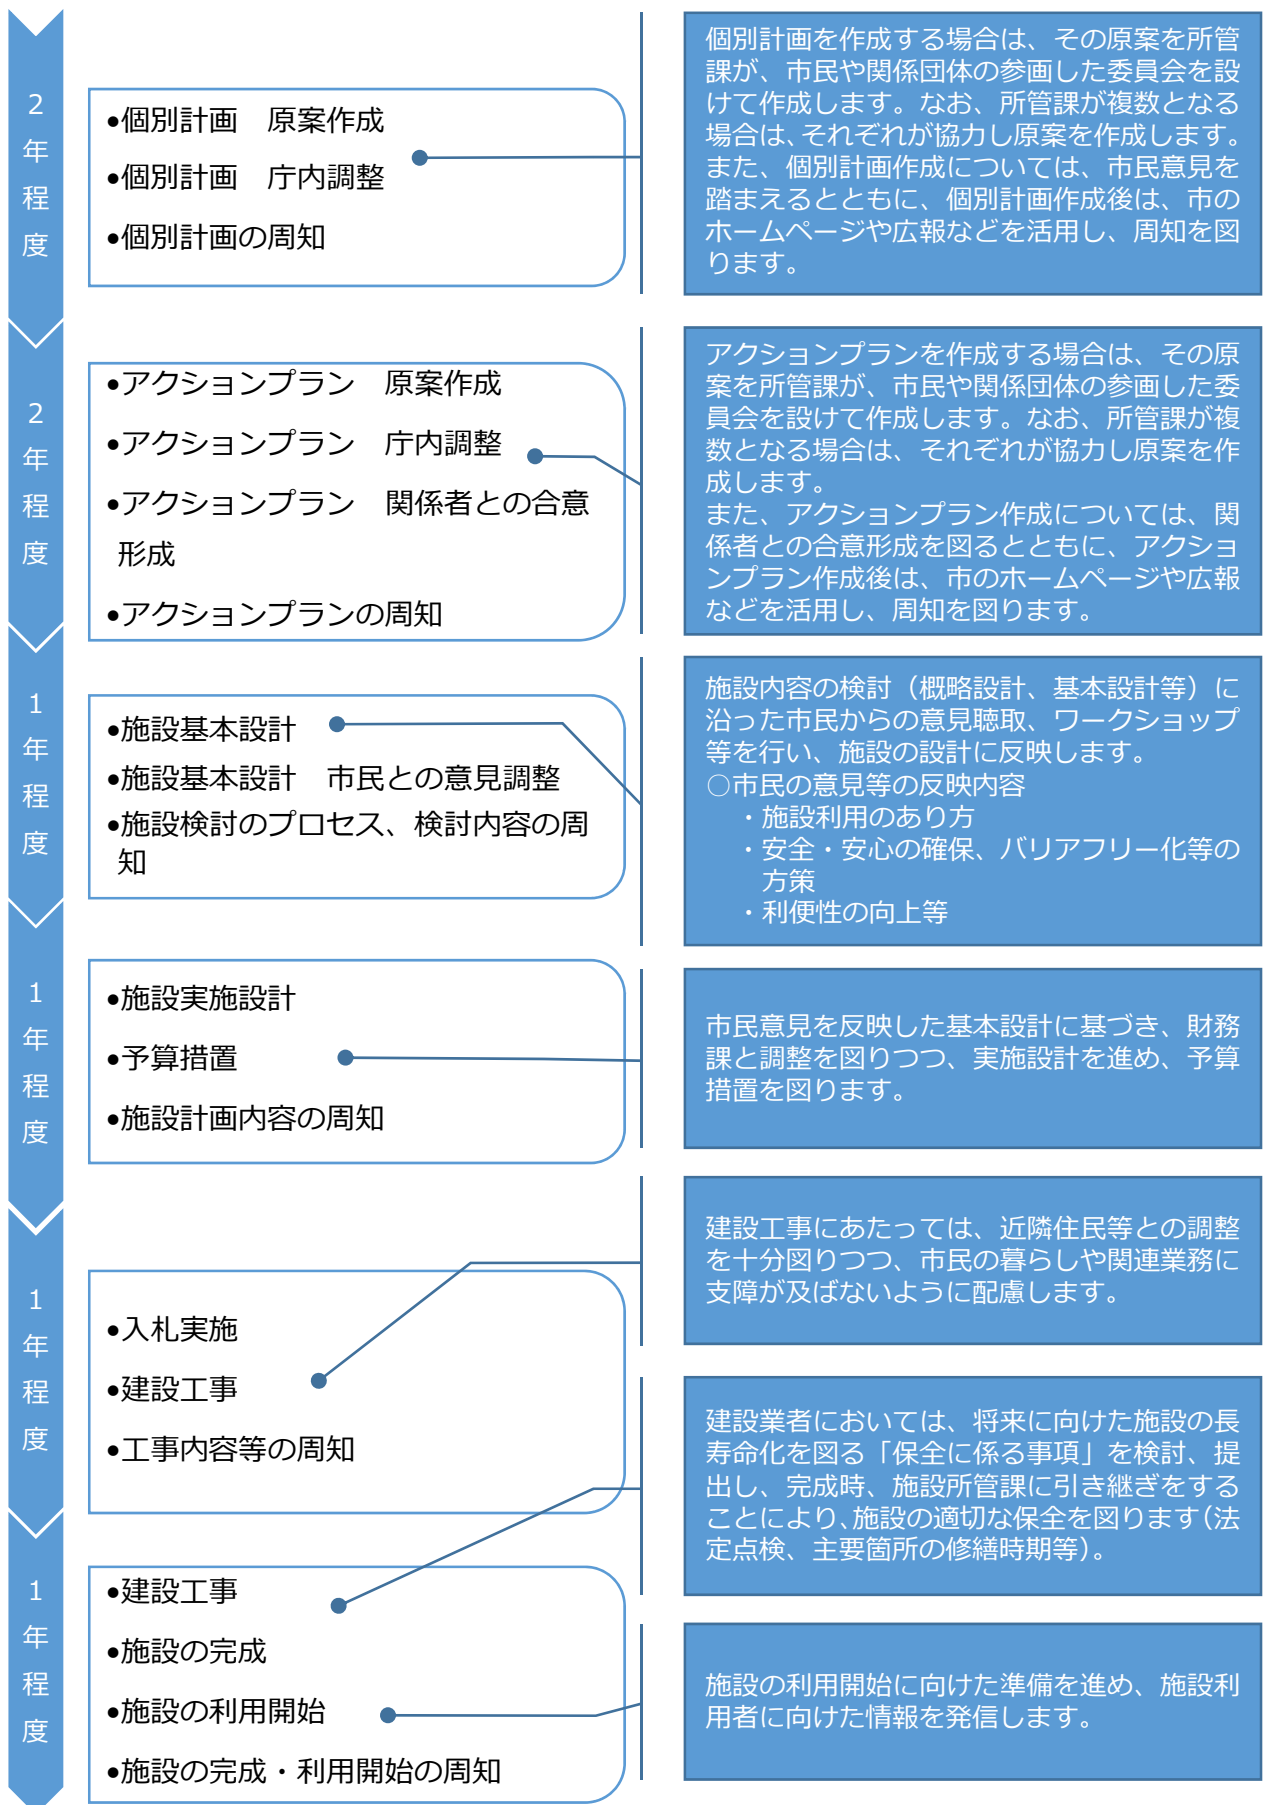 2
年
程
度
•個別計画　原案作成
•個別計画　庁内調整
•個別計画の周知
個別計画を作成する場合は、その原案を所管
課が、市民や関係団体の参画した委員会を設
けて作成します。なお、所管課が複数となる
場合は、それぞれが協力し原案を作成します。
また、個別計画作成については、市民意見を
踏まえるとともに、個別計画作成後は、市の
ホームページや広報などを活用し、周知を図
ります。
2
年
程
度
•アクションプラン　原案作成
•アクションプラン　庁内調整
•アクションプラン　関係者との合意
形成
•アクションプランの周知
アクションプランを作成する場合は、その原
案を所管課が、市民や関係団体の参画した委
員会を設けて作成します。なお、所管課が複
数となる場合は、それぞれが協力し原案を作
成します。
また、アクションプラン作成については、関
係者との合意形成を図るとともに、アクショ
ンプラン作成後は、市のホームページや広報
などを活用し、周知を図ります。
1
年
程
度
•施設基本設計
•施設基本設計　市民との意見調整
•施設検討のプロセス、検討内容の周
知
施設内容の検討（概略設計、基本設計等）に
沿った市民からの意見聴取、ワークショップ
等を行い、施設の設計に反映します。
○市民の意見等の反映内容
・施設利用のあり方
・安全・安心の確保、バリアフリー化等の
方策
・利便性の向上等
1
年
程
度
•施設実施設計
•予算措置
•施設計画内容の周知
市民意見を反映した基本設計に基づき、財務
課と調整を図りつつ、実施設計を進め、予算
措置を図ります。
1
年
程
度
•入札実施
•建設工事
•工事内容等の周知
建設工事にあたっては、近隣住民等との調整
を十分図りつつ、市民の暮らしや関連業務に
支障が及ばないように配慮します。
建設業者においては、将来に向けた施設の長
寿命化を図る「保全に係る事項」を検討、提
出し、完成時、施設所管課に引き継ぎをする
ことにより、施設の適切な保全を図ります（法
定点検、主要箇所の修繕時期等）。
1
年
程
度
•建設工事
•施設の完成
•施設の利用開始
•施設の完成・利用開始の周知
施設の利用開始に向けた準備を進め、施設利
用者に向けた情報を発信します。